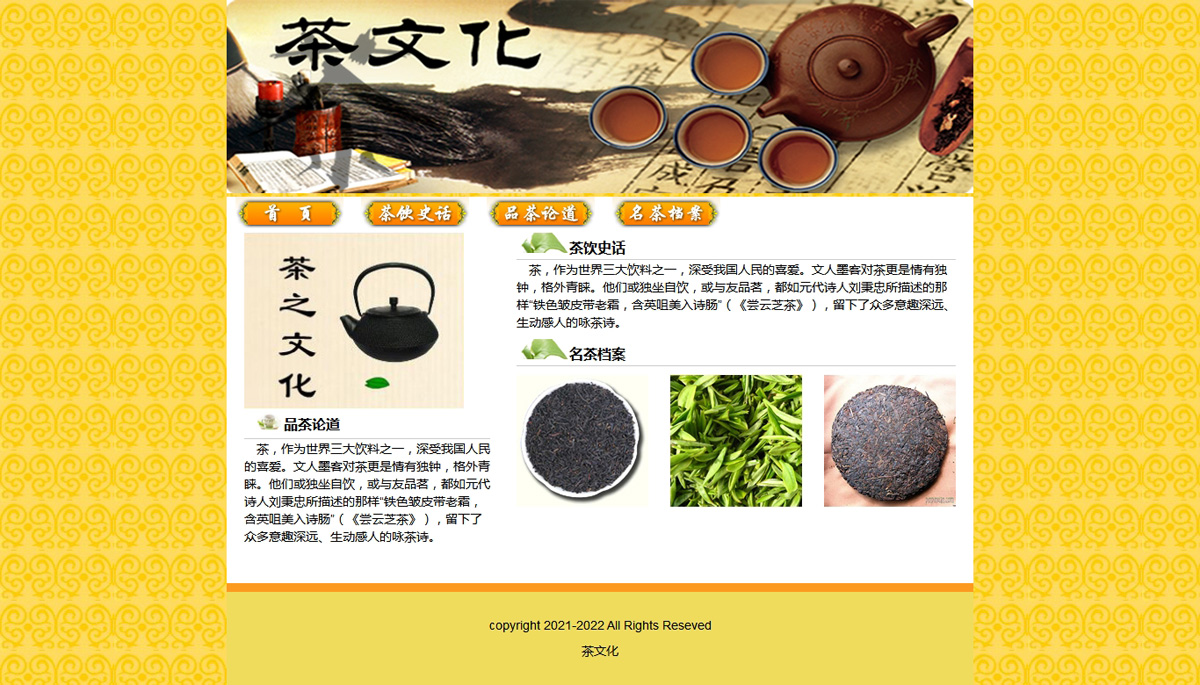 茶文化
首 頁
茶饮史话
品茶论道
名茶档案
茶之文化
品茶论道
茶，作为世界三大饮料之一，深受我国人民
的喜爱。文人墨客对茶更是情有独钟，格外青
睐。他们或独坐自饮，或与友品茗，都如元代
诗人刘秉忠所描述的那样“铁色皱皮带老霜，
含英咀美入诗肠”（《尝云芝茶》），留下了
众多意趣深远、生动感人的咏茶诗。
茶饮史话
茶，作为世界三大饮料之一，深受我国人民的喜爱。文人墨客对茶更是情有独
钟，格外青睐。他们或独坐自饮，或与友品茗，都如元代诗人刘秉忠所描述的那
样“铁色皱皮带老霜，含英咀美入诗肠”（《尝云芝茶》），留下了众多意趣深远、
生动感人的咏茶诗。
名茶档案
copyright 2021-2022 All Rights Reseved
茶文化